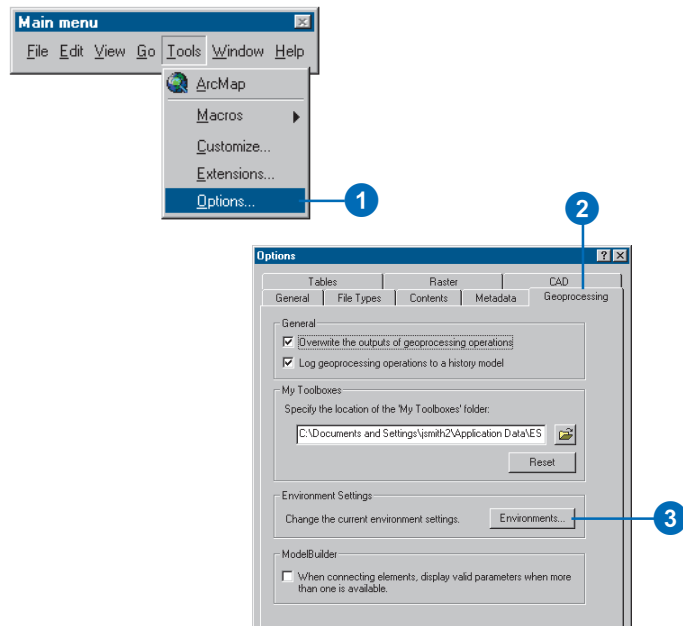 Main menu
File Edit View Go Tools Window Help
ArcMap
Macros
Customize...
Extensions...
Options...
1
2
Options
Tables Raster CAD
General File Types Contents Metadata Geoprocessing
General
Overwrite the outputs of geoprocessing operations
Log geoprocessing operations to a history model
My Toolboxes
Specify the location of the 'My Toolboxes' folder:
C:\Documents and Settings\jsmith2\Application Data\ES
Reset
Environment Settings
Change the current environment settings. Environments...
3
ModelBuilder
When connecting elements, display valid parameters when more
than one is available.